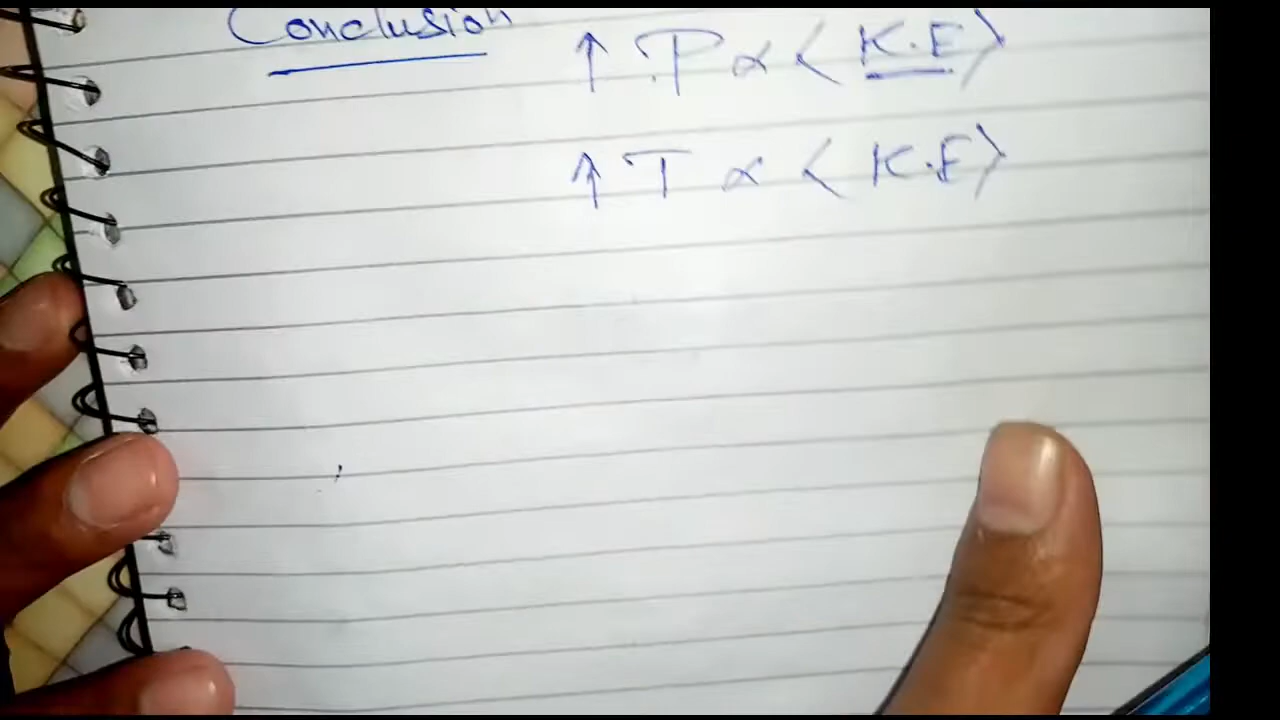 Conclusion
↑ P ∝ < K.E >
↑ T ∝ < K.E >